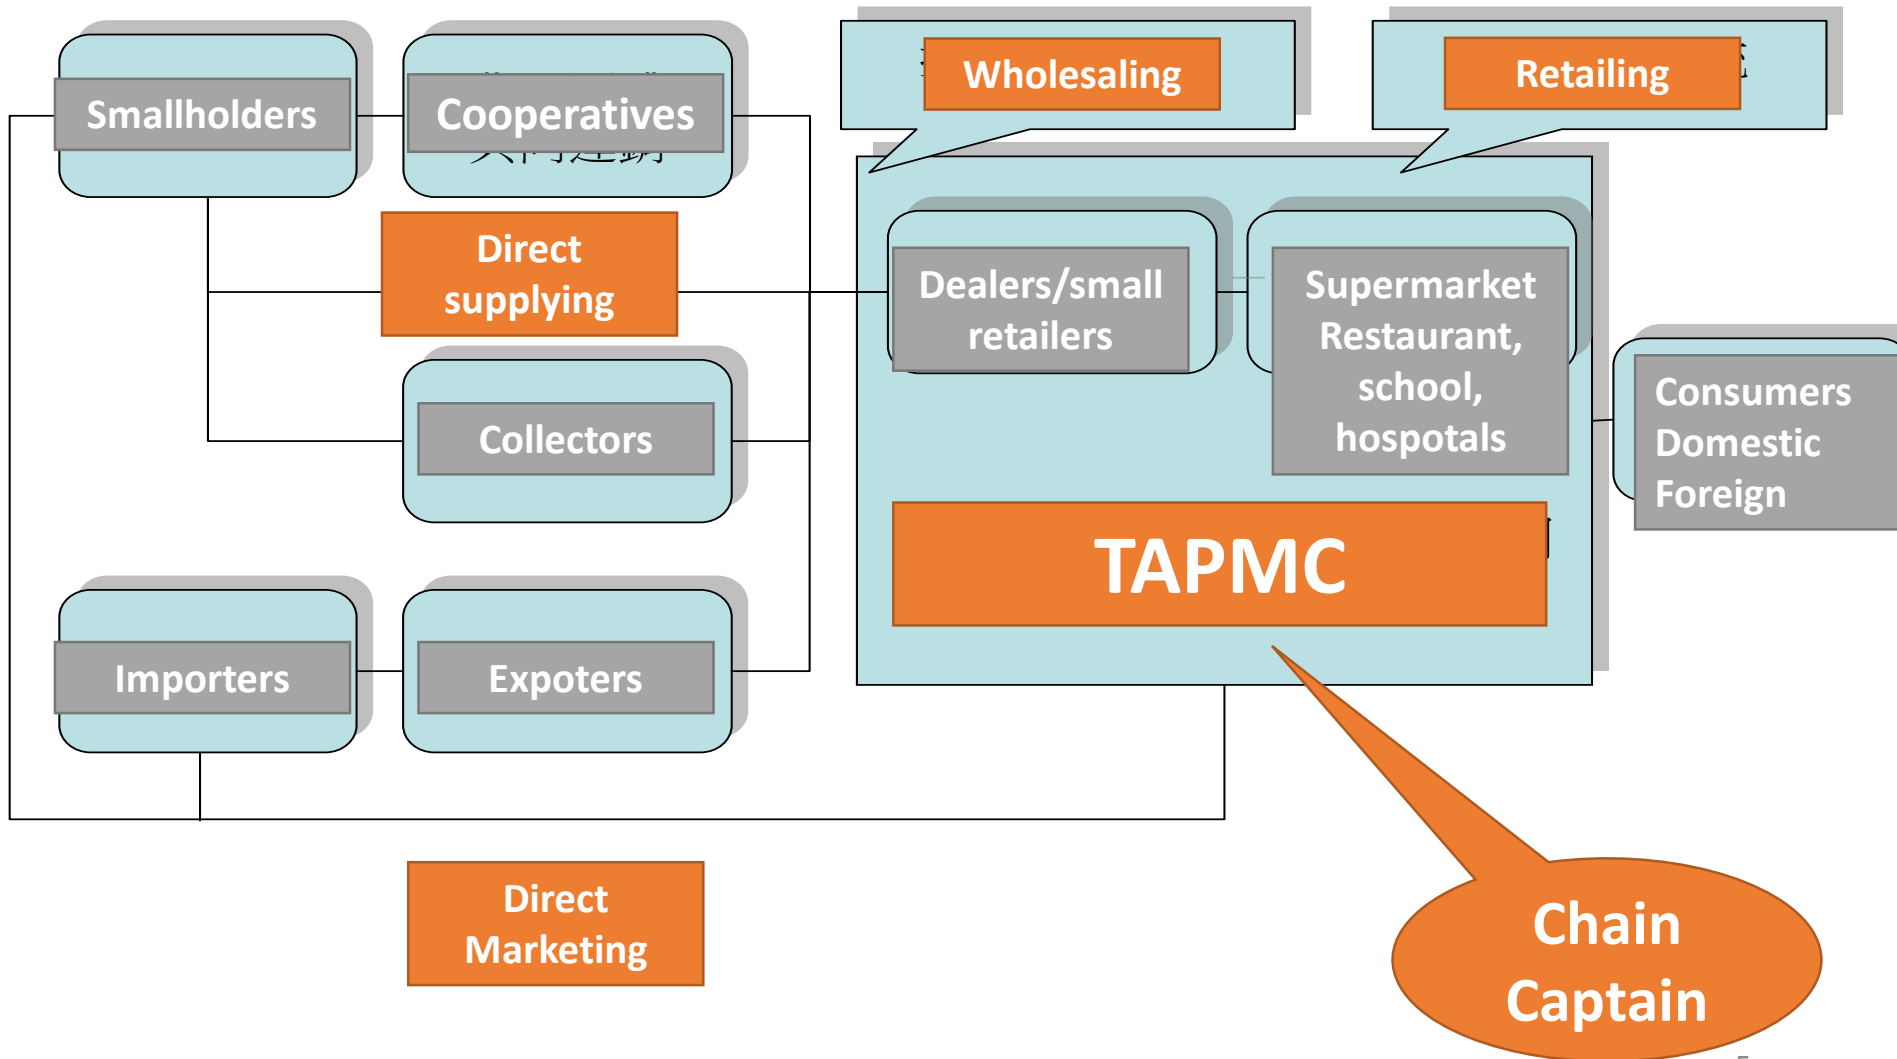 Smallholders
Cooperatives
Wholesaling
Retailing
Direct
supplying
Dealers/small
retailers
Supermarket
Restaurant,
school,
hospotals
Collectors
Consumers
Domestic
Foreign
TAPMC
Importers
Expoters
Direct
Marketing
Chain
Captain